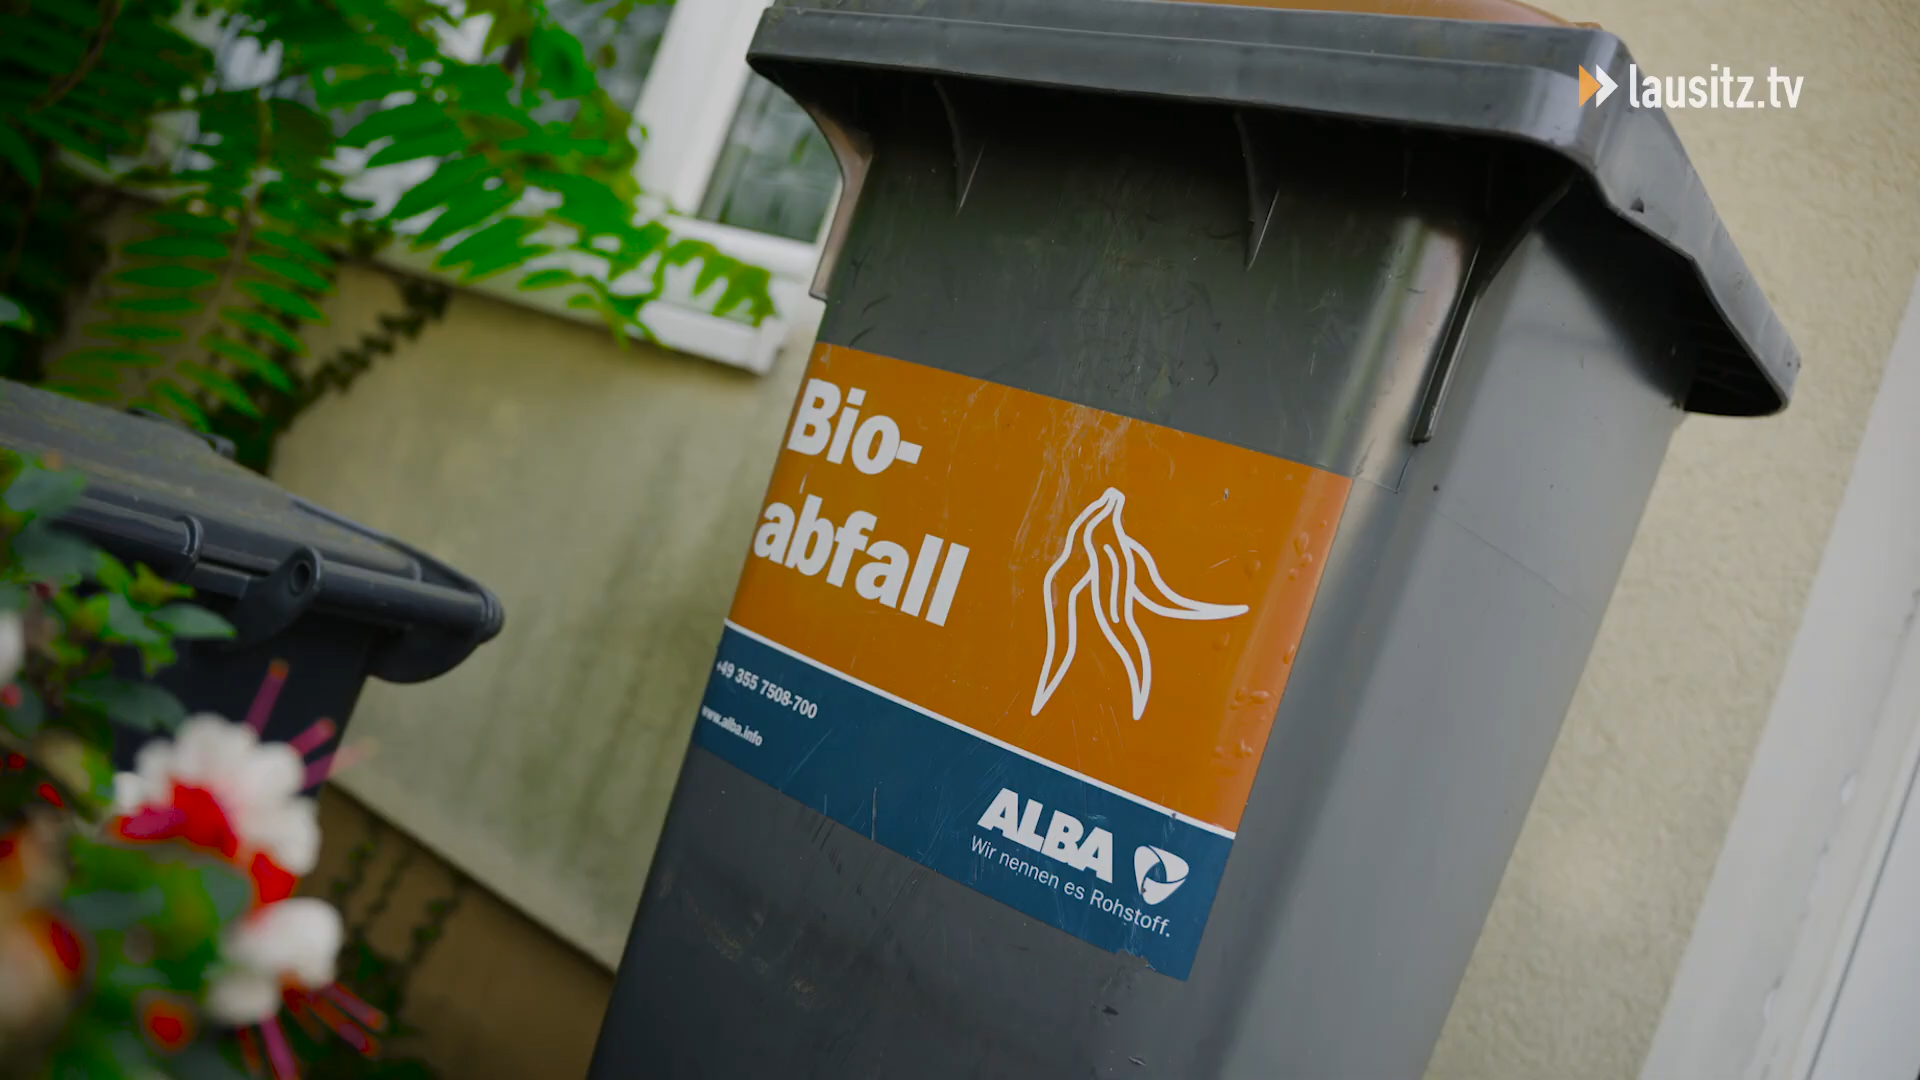 lausitz.tv
Bio-
abfall
+49 355 7508-700
www.alba.info
ALBA
Wir nennen es Rohstoff.